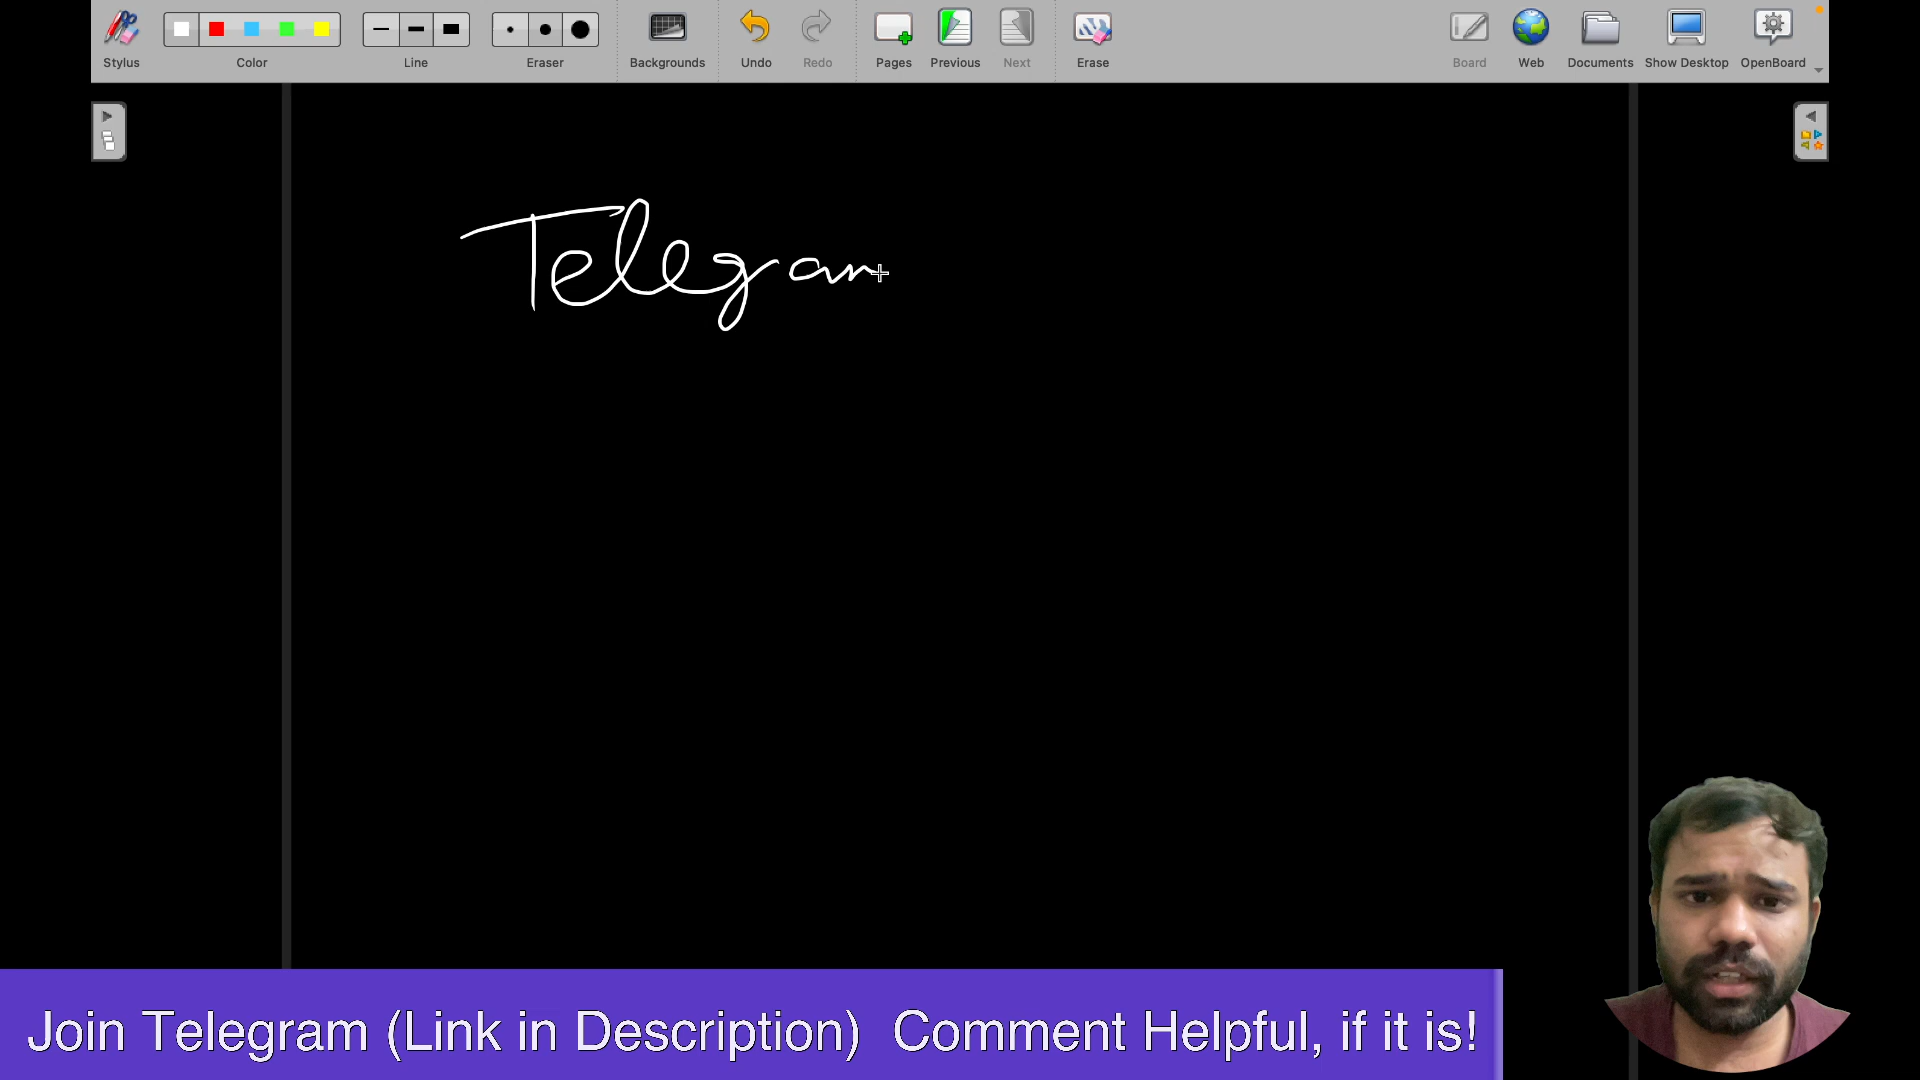 Stylus Color Line Eraser Backgrounds Undo Redo Pages Previous Next Erase Board Web Documents Show Desktop OpenBoard
Telegram
Join Telegram (Link in Description) Comment Helpful, if it is!